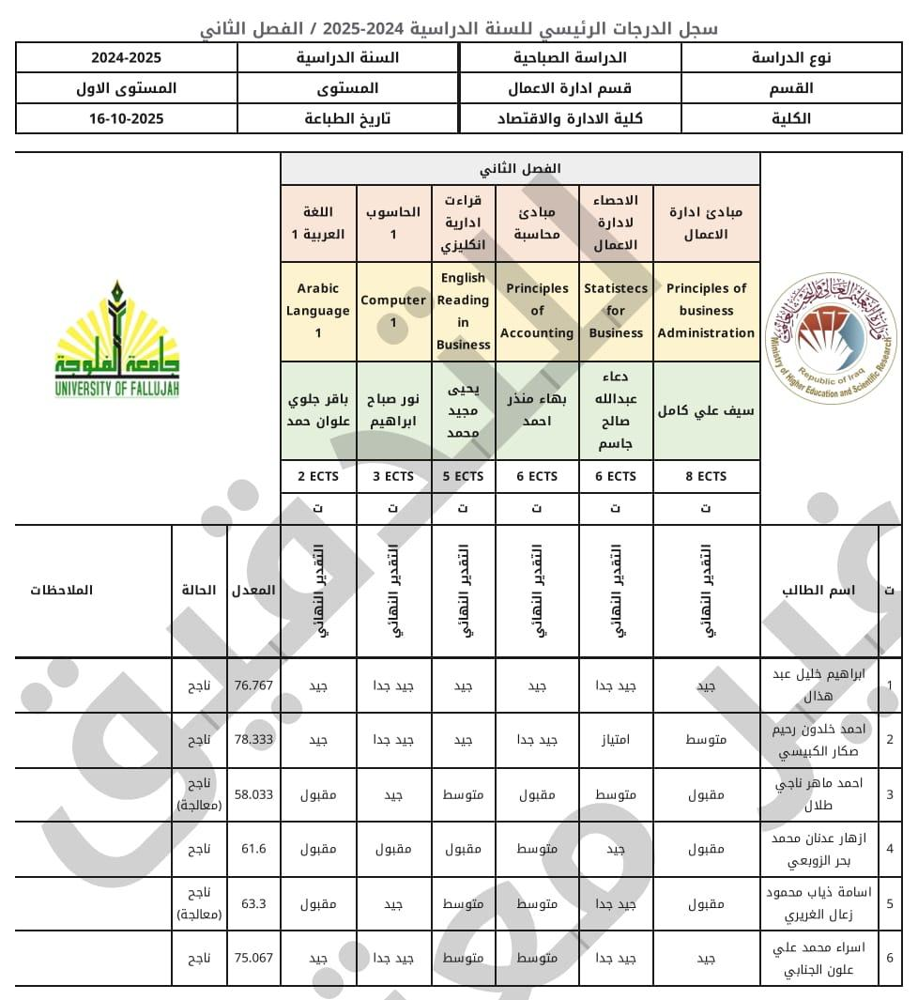 سجل الدرجات الرئيسي للسنة الدراسية 2024-2025 / الفصل الثاني
نوع الدراسة الدراسة الصباحية السنة الدراسية 2024-2025
القسم قسم ادارة الاعمال المستوى المستوى الاول
الكلية كلية الادارة والاقتصاد تاريخ الطباعة 16-10-2025
الفصل الثاني
مبادئ ادارة الاعمال
الاحصاء لادارة الاعمال
مبادئ محاسبة
قراءت ادارية انكليزي
الحاسوب 1
اللغة العربية 1
Principles of business Administration
Statistecs for Business
Principles of Accounting
English Reading in Business
Computer 1
Arabic Language 1
سيف علي كامل
دعاء عبدالله صالح جاسم
بهاء منذر احمد
يحيى مجيد محمد
نور صباح ابراهيم
باقر جلوي علوان حمد
8 ECTS 6 ECTS 6 ECTS 5 ECTS 3 ECTS 2 ECTS
ت ت ت ت ت ت
ت اسم الطالب التقدير النهائي التقدير النهائي التقدير النهائي التقدير النهائي التقدير النهائي التقدير النهائي المعدل الحالة الملاحظات
1 ابراهيم خليل عبد هذال جيد جيد جدا جيد جيد جيد جدا جيد 76.767 ناجح
2 احمد خلدون رحيم صكار الكبيسي متوسط امتياز جيد جدا جيد جيد جدا جيد 78.333 ناجح
3 احمد ماهر ناجي طلال مقبول متوسط مقبول متوسط جيد مقبول 58.033 ناجح (معالجة)
4 ازهار عدنان محمد بحر الزوبعي مقبول جيد متوسط مقبول مقبول مقبول 61.6 ناجح
5 اسامة ذياب محمود زعال الغريري مقبول جيد جدا متوسط متوسط جيد مقبول 63.3 ناجح (معالجة)
6 اسراء محمد علي علون الجنابي جيد جيد جدا متوسط متوسط جيد جدا جيد 75.067 ناجح
جامعة الفلوجة
UNIVERSITY OF FALLUJAH
وزارة التعليم العالي والبحث العلمي
Republic of Iraq
Ministry of Higher Education and Scientific Research
غير
التدقيق